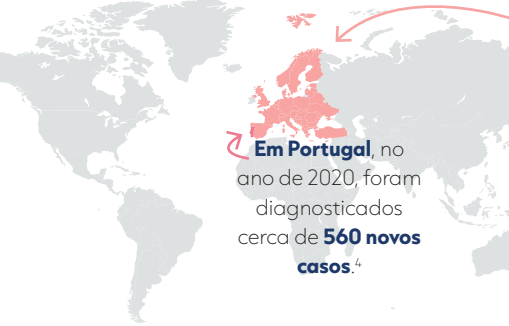 Em Portugal, no
ano de 2020, foram
diagnosticados
cerca de 560 novos
casos.4